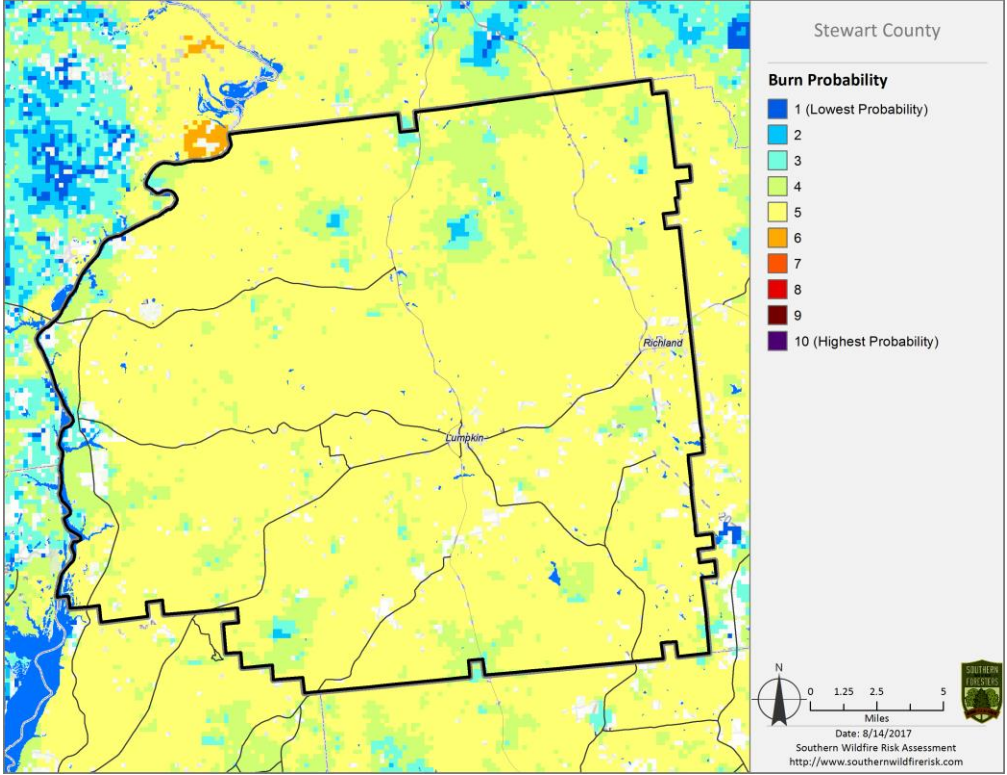 Stewart County
Burn Probability
1 (Lowest Probability)
2
3
4
5
6
7
8
9
10 (Highest Probability)
Richland
Lumpkin
N
0 1.25 2.5 5
Miles
Date: 8/14/2017
Southern Wildfire Risk Assessment
http://www.southernwildfirerisk.com
SOUTHERN
FORESTERS